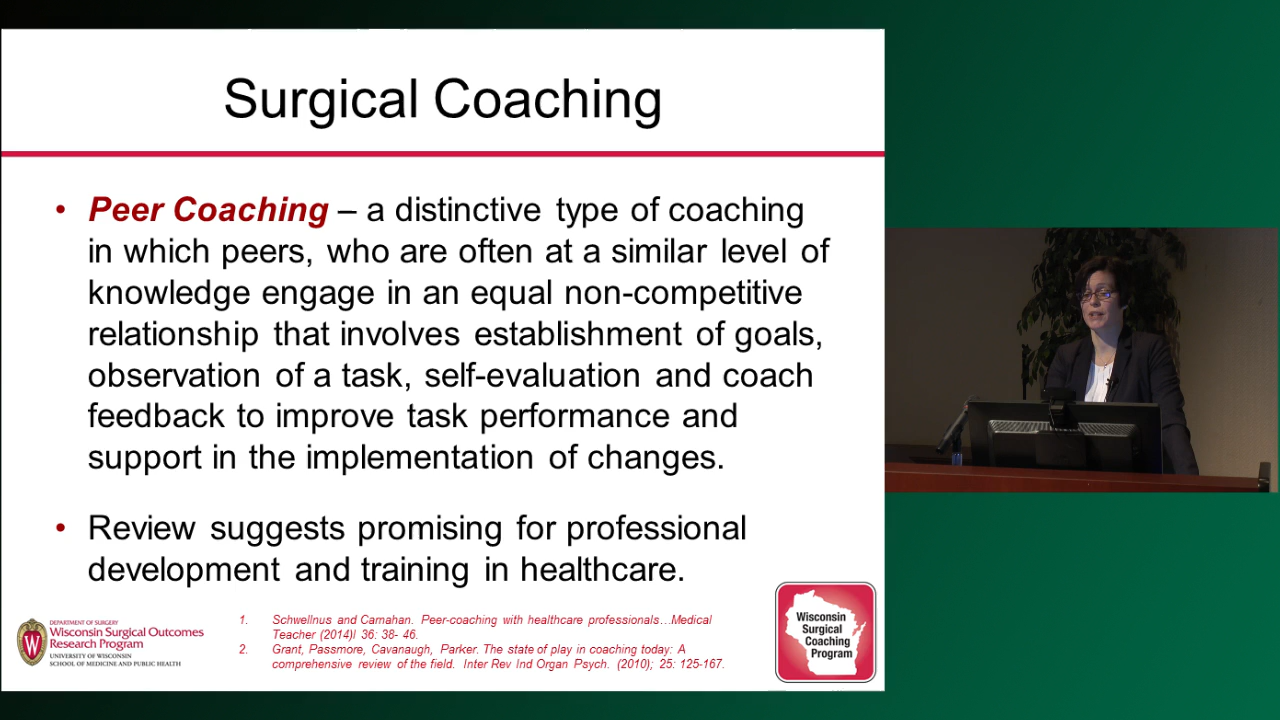 Surgical Coaching
• Peer Coaching – a distinctive type of coaching
in which peers, who are often at a similar level of
knowledge engage in an equal non-competitive
relationship that involves establishment of goals,
observation of a task, self-evaluation and coach
feedback to improve task performance and
support in the implementation of changes.
• Review suggests promising for professional
development and training in healthcare.
1. Schwellnus and Carnahan. Peer-coaching with healthcare professionals…Medical
Teacher (2014)l 36: 38- 46.
2. Grant, Passmore, Cavanaugh, Parker. The state of play in coaching today: A
comprehensive review of the field. Inter Rev Ind Organ Psych. (2010); 25: 125-167.
W
DEPARTMENT OF SURGERY
Wisconsin Surgical Outcomes
Research Program
UNIVERSITY OF WISCONSIN
SCHOOL OF MEDICINE AND PUBLIC HEALTH
Wisconsin
Surgical
Coaching
Program